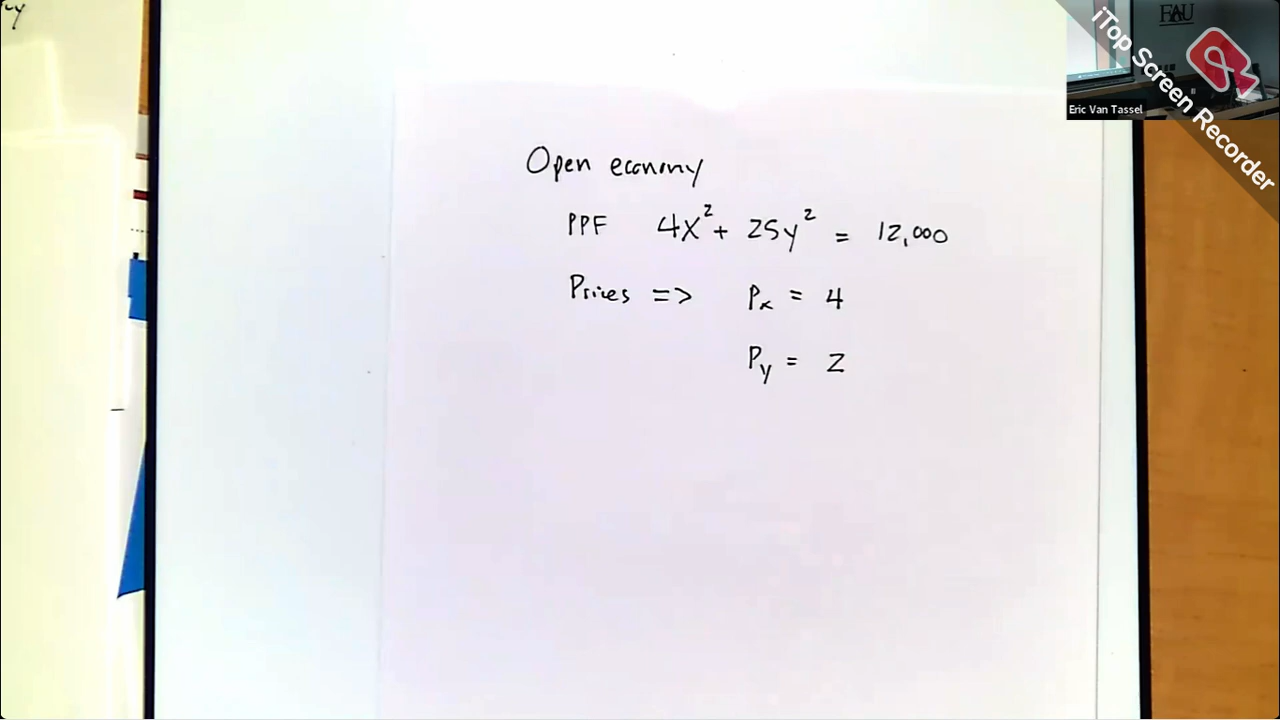 y
FAU
iTop Screen Recorder
Eric Van Tassel
Open economy
PPF 4x² + 25y² = 12,000
Prices => Px = 4
Py = 2